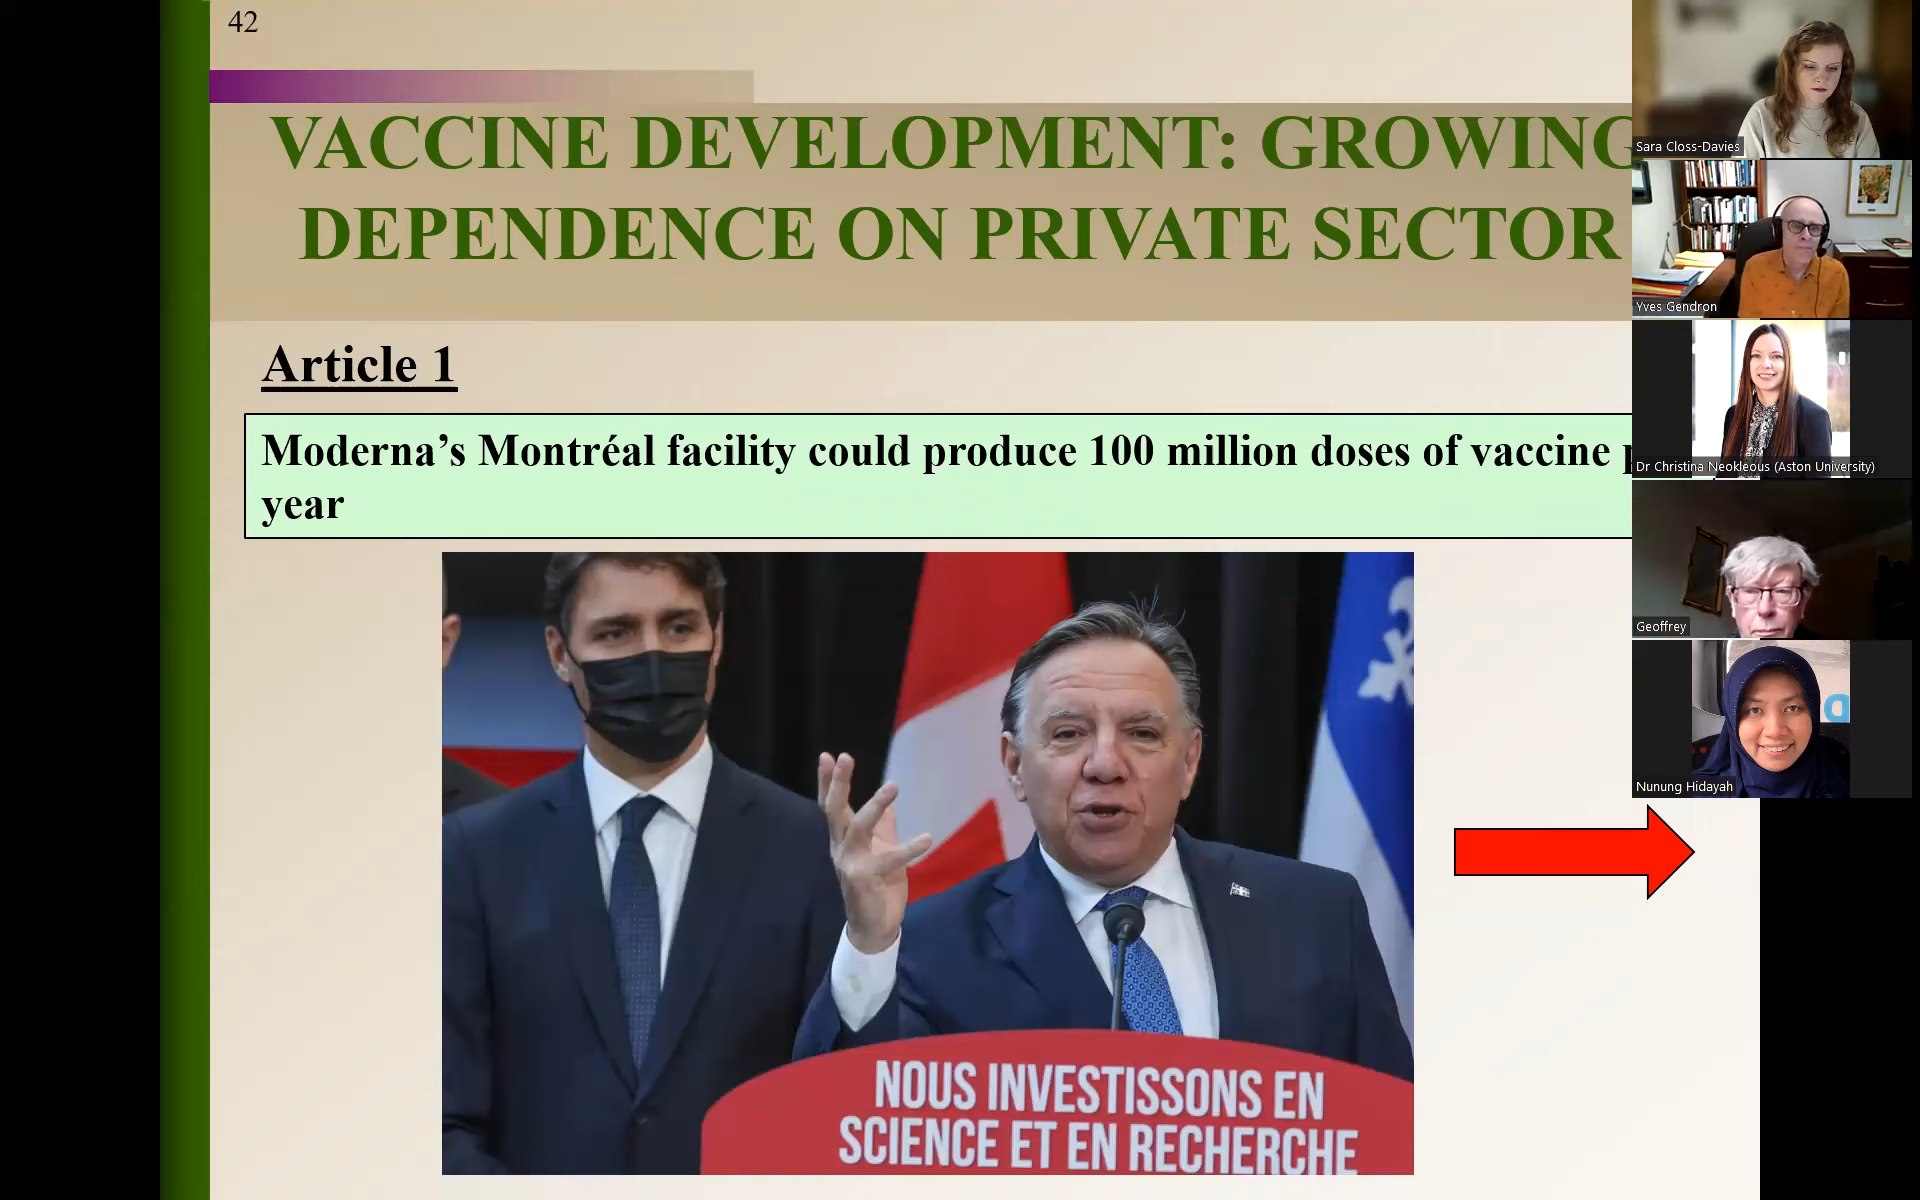 42
VACCINE DEVELOPMENT: GROWING
DEPENDENCE ON PRIVATE SECTOR
Article 1
Moderna’s Montréal facility could produce 100 million doses of vaccine
year
NOUS INVESTISSONS EN
SCIENCE ET EN RECHERCHE
Sara Closs-Davies
Yves Gendron
Dr Christina Neokleous (Aston University)
Geoffrey
Nunung Hidayah